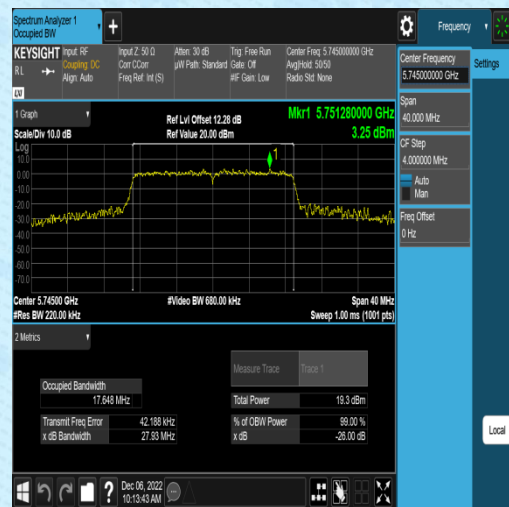 Spectrum Analyzer 1
Occupied BW
+
Frequency
KEYSIGHT
RL
LXI
Input: RF
Coupling: DC
Align: Auto
Input Z: 50 Ω
Corr CCorr
Freq Ref: Int (S)
Atten: 30 dB
µW Path: Standard
Trig: Free Run
Gate: Off
#IF Gain: Low
Center Freq: 5.745000000 GHz
Avg|Hold: 50/50
Radio Std: None
Center Frequency
5.745000000 GHz
Settings
Span
40.000 MHz
CF Step
4.000000 MHz
Auto
Man
Freq Offset
0 Hz
Local
1 Graph
Scale/Div 10.0 dB
Ref Lvl Offset 12.28 dB
Ref Value 20.00 dBm
Mkr1 5.751280000 GHz
3.25 dBm
Log
10.0
0.00
-10.0
-20.0
-30.0
-40.0
-50.0
-60.0
-70.0
1
Center 5.74500 GHz
#Res BW 220.00 kHz
#Video BW 680.00 kHz
Span 40 MHz
Sweep 1.00 ms (1001 pts)
2 Metrics
Measure Trace
Trace 1
Occupied Bandwidth
17.648 MHz
Total Power
19.3 dBm
Transmit Freq Error
42.188 kHz
% of OBW Power
99.00 %
x dB Bandwidth
27.93 MHz
x dB
-26.00 dB
?
Dec 06, 2022
10:13:43 AM